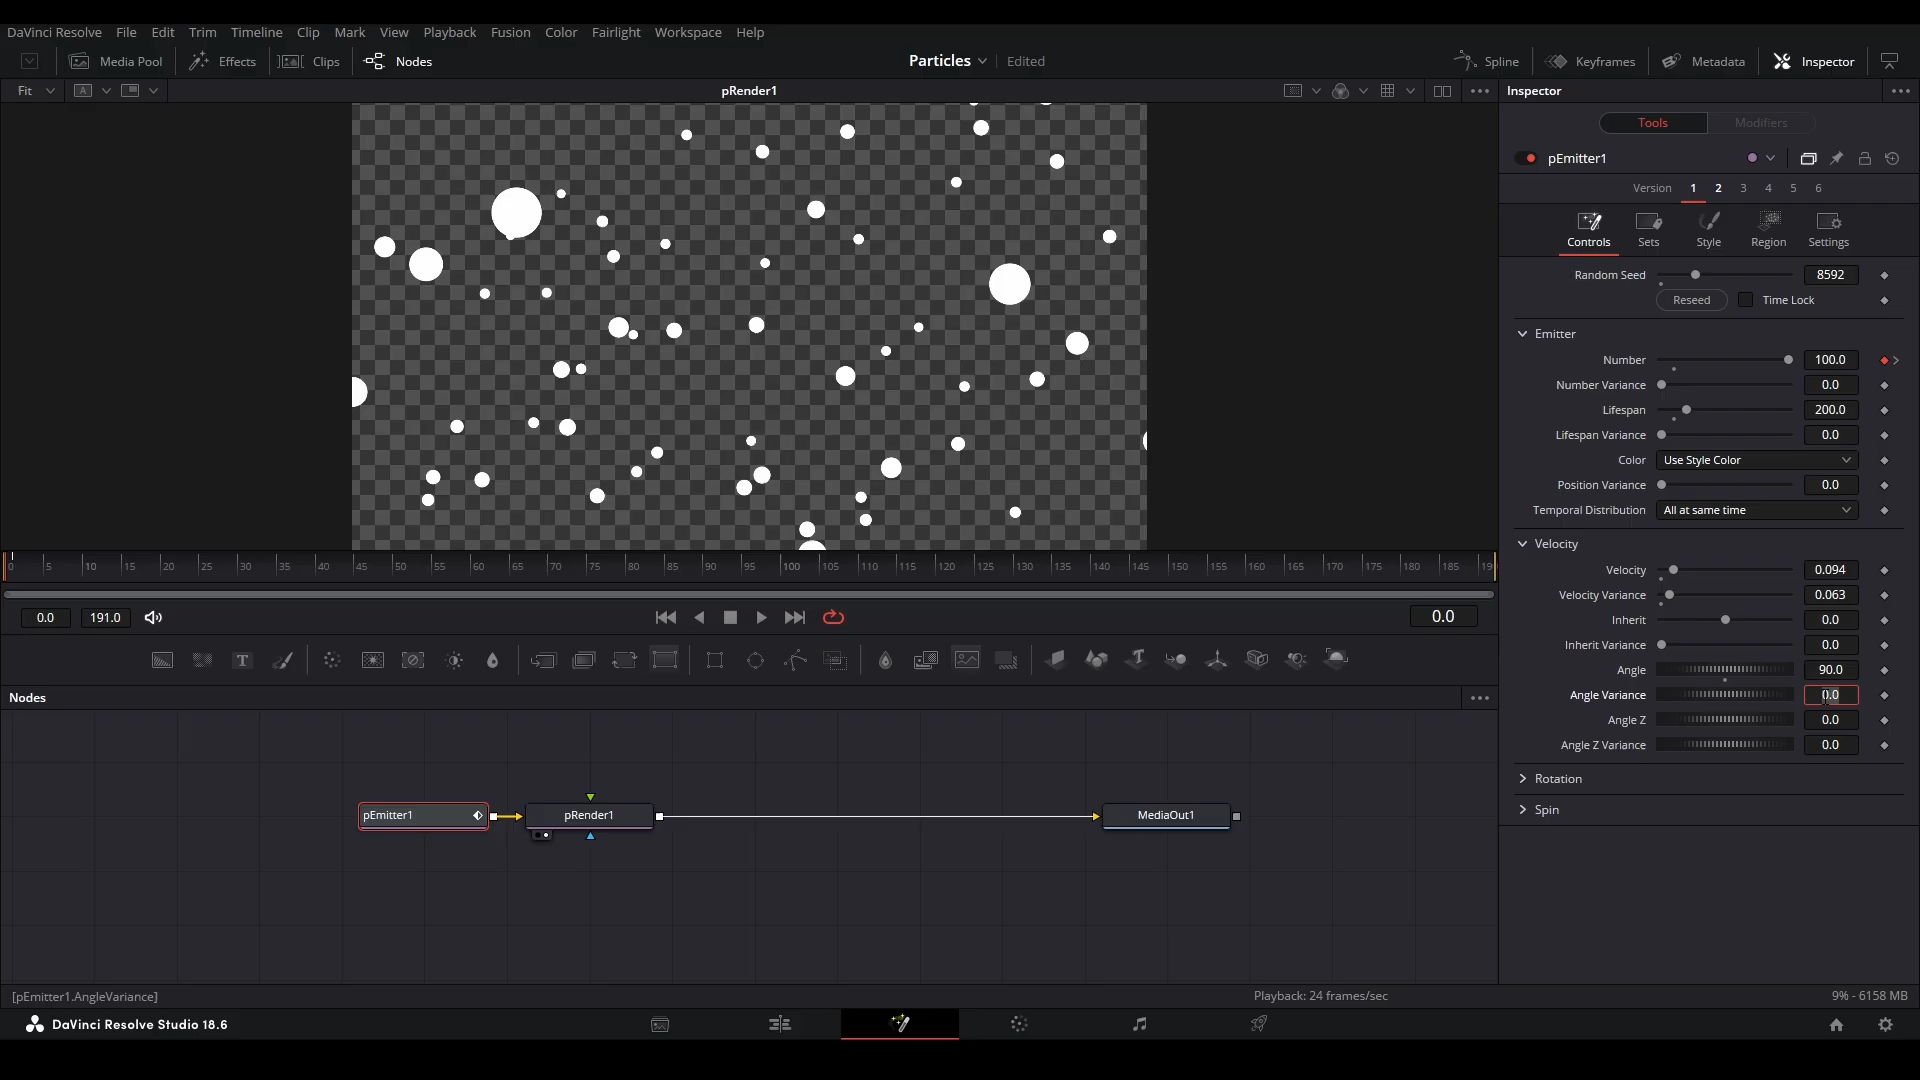 DaVinci Resolve File Edit Trim Timeline Clip Mark View Playback Fusion Color Fairlight Workspace Help
Media Pool Effects Clips Nodes Particles Edited Spline Keyframes Metadata Inspector
Fit A pRender1 Inspector
Tools Modifiers
pEmitter1
Version 1 2 3 4 5 6
Controls Sets Style Region Settings
Random Seed 8592
Reseed Time Lock
Emitter
Number 100.0
Number Variance 0.0
Lifespan 200.0
Lifespan Variance 0.0
Color Use Style Color
Position Variance 0.0
Temporal Distribution All at same time
Velocity
Velocity 0.094
Velocity Variance 0.063
Inherit 0.0
Inherit Variance 0.0
Angle 90.0
Angle Variance 0.0
Angle Z 0.0
Angle Z Variance 0.0
Rotation
Spin
0 5 10 15 20 25 30 35 40 45 50 55 60 65 70 75 80 85 90 95 100 105 110 115 120 125 130 135 140 145 150 155 160 165 170 175 180 185
0.0 191.0 0.0
T
Nodes
pEmitter1 pRender1 MediaOut1
[pEmitter1.AngleVariance] Playback: 24 frames/sec 9% - 6158 MB
DaVinci Resolve Studio 18.6